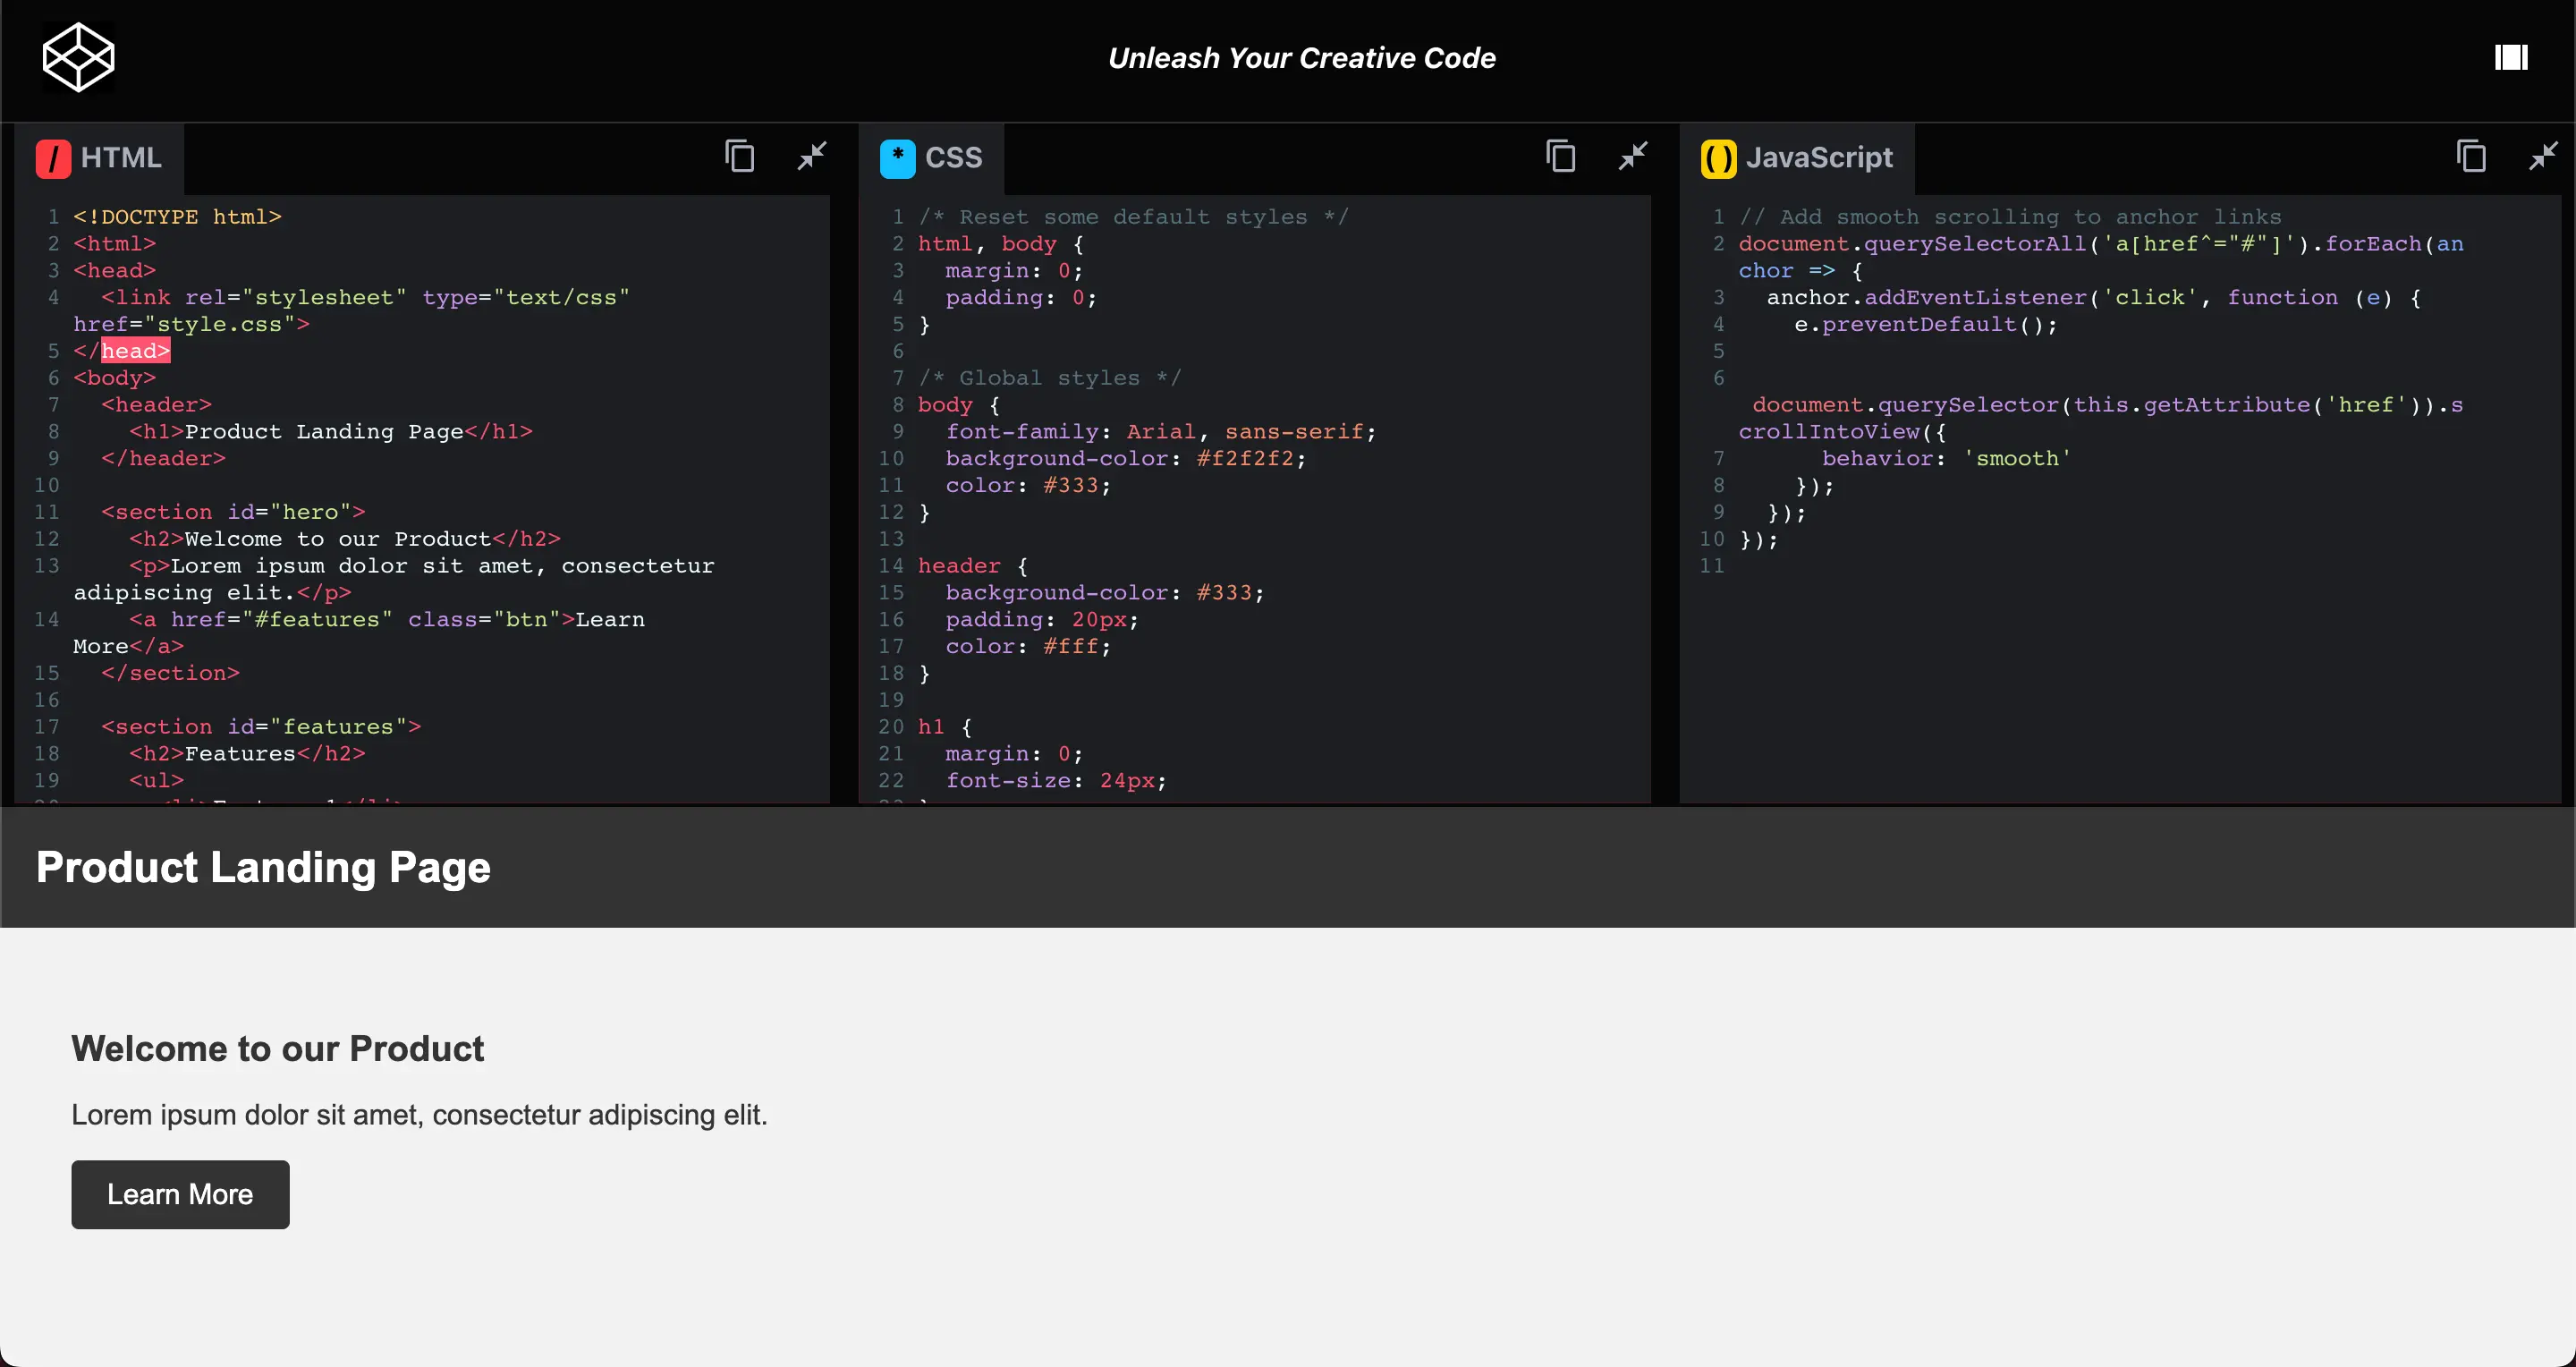 Unleash Your Creative Code
/ HTML
1 <!DOCTYPE html>
2 <html>
3 <head>
4   <link rel="stylesheet" type="text/css"
href="style.css">
5 </head>
6 <body>
7   <header>
8     <h1>Product Landing Page</h1>
9   </header>
10
11   <section id="hero">
12     <h2>Welcome to our Product</h2>
13     <p>Lorem ipsum dolor sit amet, consectetur
adipiscing elit.</p>
14     <a href="#features" class="btn">Learn
More</a>
15   </section>
16
17   <section id="features">
18     <h2>Features</h2>
19     <ul>
* CSS
1 /* Reset some default styles */
2 html, body {
3   margin: 0;
4   padding: 0;
5 }
6
7 /* Global styles */
8 body {
9   font-family: Arial, sans-serif;
10   background-color: #f2f2f2;
11   color: #333;
12 }
13
14 header {
15   background-color: #333;
16   padding: 20px;
17   color: #fff;
18 }
19
20 h1 {
21   margin: 0;
22   font-size: 24px;
() JavaScript
1 // Add smooth scrolling to anchor links
2 document.querySelectorAll('a[href^="#"]').forEach(an
chor => {
3   anchor.addEventListener('click', function (e) {
4     e.preventDefault();
5
6
document.querySelector(this.getAttribute('href')).s
crollIntoView({
7       behavior: 'smooth'
8     });
9   });
10 });
11
Product Landing Page
Welcome to our Product
Lorem ipsum dolor sit amet, consectetur adipiscing elit.
Learn More